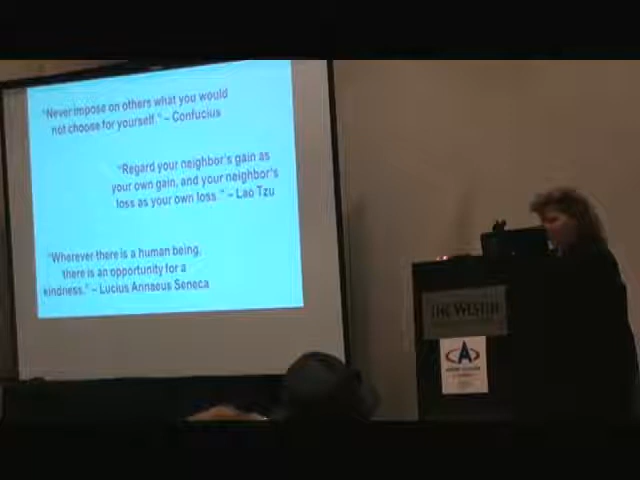 "Never impose on others what you would
not choose for yourself." – Confucius
"Regard your neighbor's gain as
your own gain, and your neighbor's
loss as your own loss." – Lao Tzu
"Wherever there is a human being,
there is an opportunity for a
kindness." – Lucius Annaeus Seneca
THE WESTIN